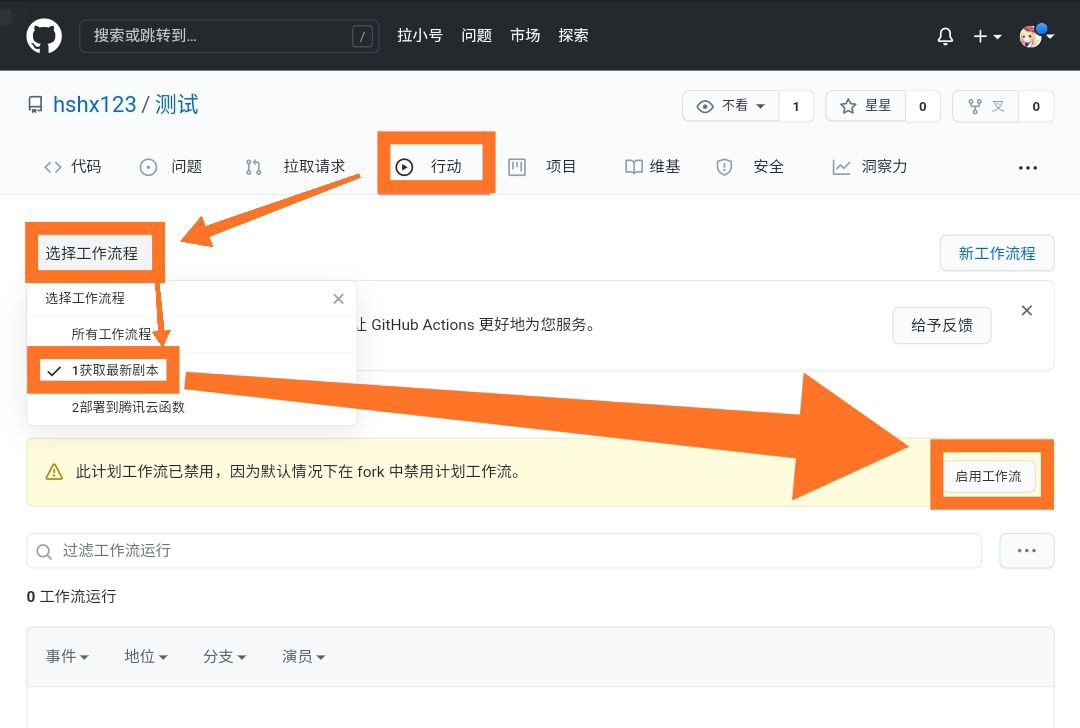 搜索或跳转到... / 拉小号 问题 市场 探索
hshx123 / 测试 不看 1 星星 0 叉 0
代码 问题 拉取请求 行动 项目 维基 安全 洞察力
选择工作流程 新工作流程
选择工作流程
GitHub Actions 更好地为您服务。 给予反馈
所有工作流程
1获取最新剧本
2部署到腾讯云函数
此计划工作流已禁用，因为默认情况下在 fork 中禁用计划工作流。 启用工作流
过滤工作流运行
0 工作流运行
事件 地位 分支 演员